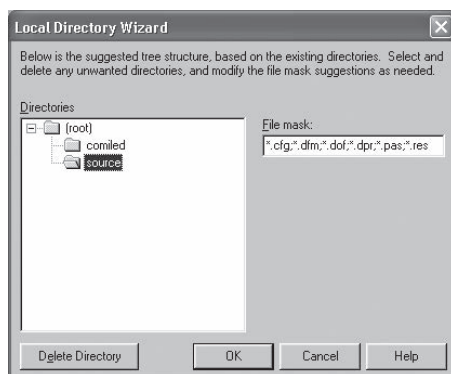 Local Directory Wizard
Below is the suggested tree structure, based on the existing directories. Select and
delete any unwanted directories, and modify the file mask suggestions as needed.
Directories
(root)
comiled
source
File mask:
*.cfg;*.dfm;*.dof;*.dpr;*.pas;*.res
Delete Directory
OK
Cancel
Help